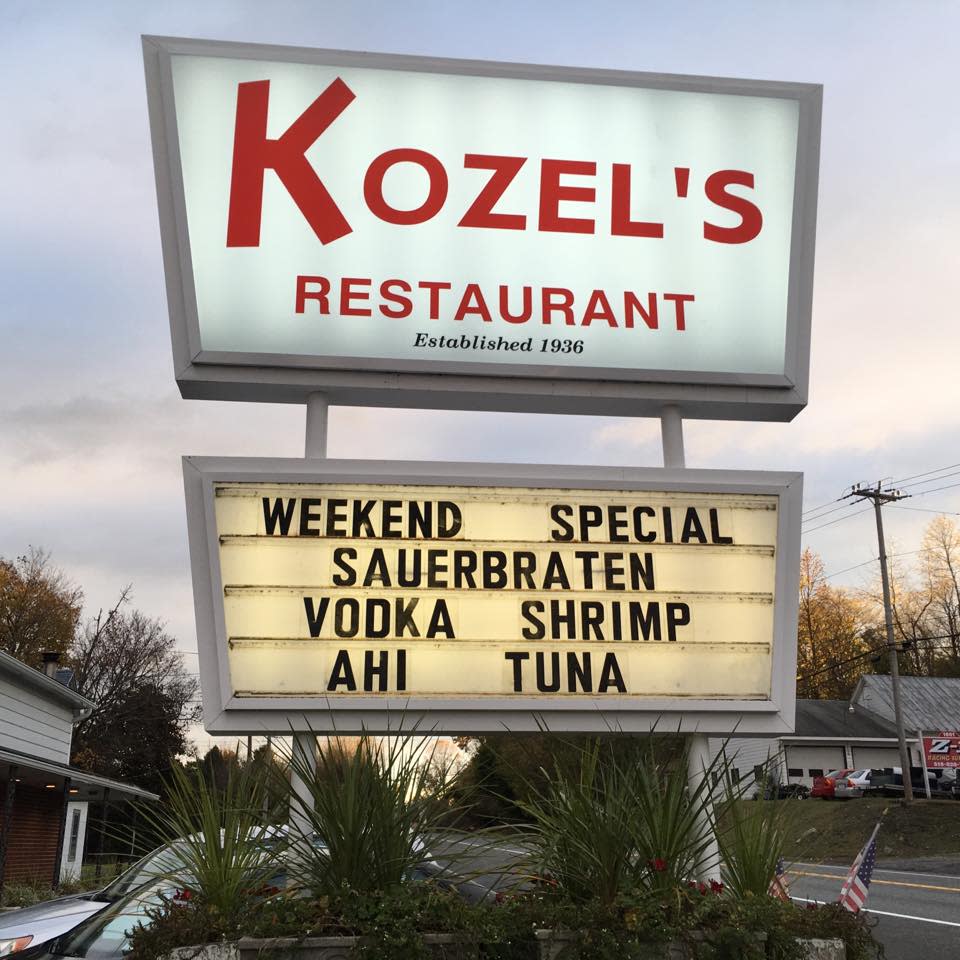 KOZEL'S
RESTAURANT
Established 1936
WEEKEND SPECIAL
SAUERBRATEN
VODKA SHRIMP
AHI TUNA